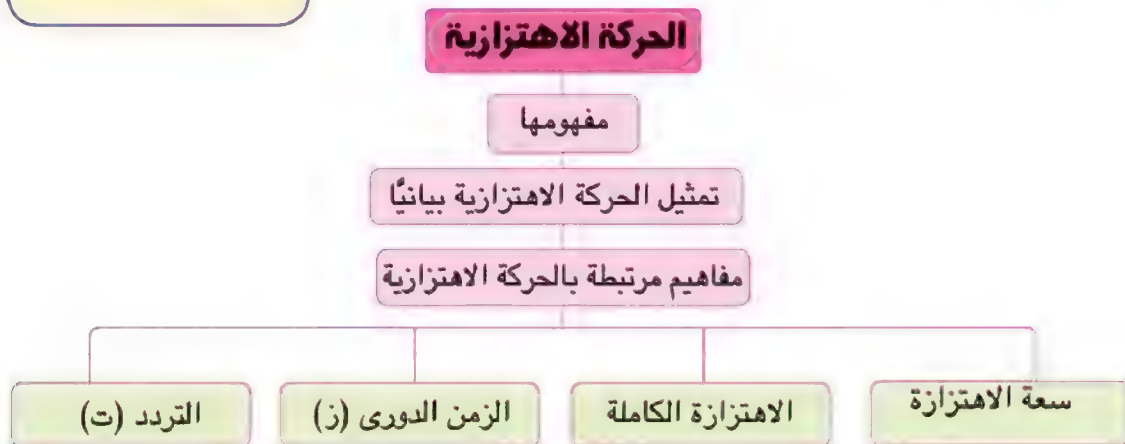 الحركة الاهتزازية
مفهومها
تمثيل الحركة الاهتزازية بيانيًّا
مفاهيم مرتبطة بالحركة الاهتزازية
سعة الاهتزازة
الاهتزازة الكاملة
الزمن الدورى (ز)
التردد (ت)